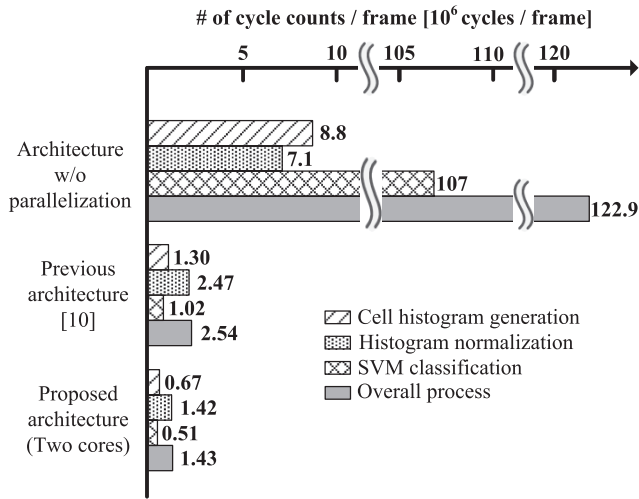 # of cycle counts / frame [10⁶ cycles / frame]
5 10 105 110 120
Architecture
w/o
parallelization
8.8
7.1
107
122.9
Previous
architecture
[10]
1.30
2.47
1.02
2.54
Proposed
architecture
(Two cores)
0.67
1.42
0.51
1.43
Cell histogram generation
Histogram normalization
SVM classification
Overall process